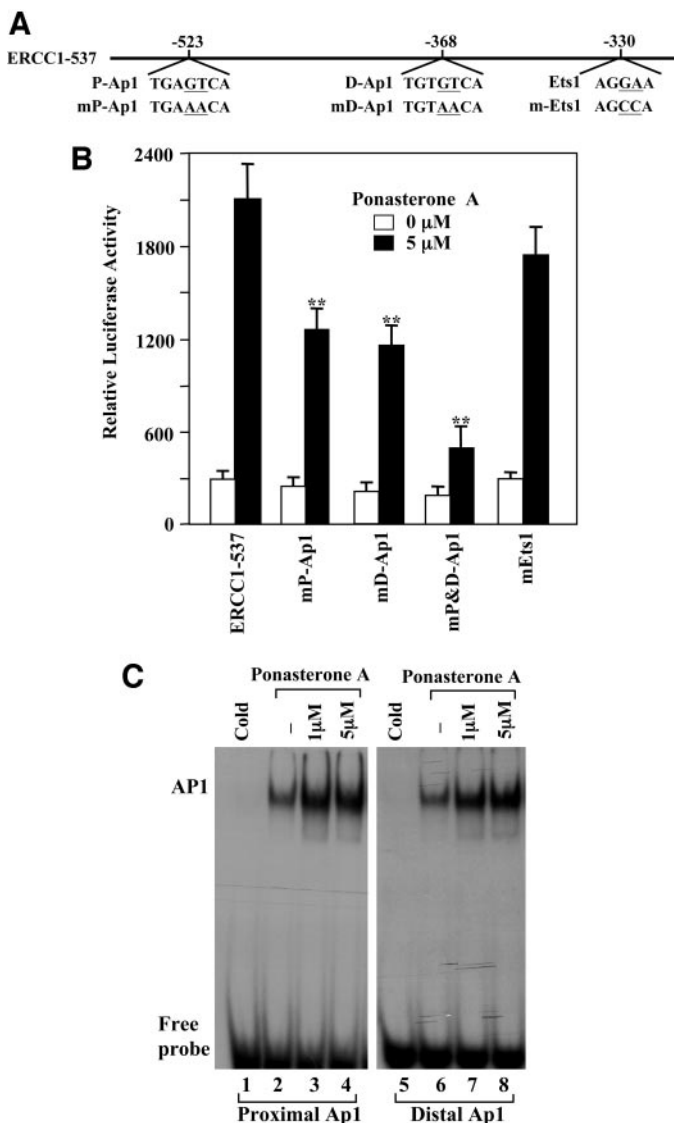 A
-523 -368 -330
ERCC1-537
P-Ap1 TGAGTCA D-Ap1 TGTGTCA Ets1 AGGAA
mP-Ap1 TGAAACA mD-Ap1 TGTAACA m-Ets1 AGCCA
B
2400
1800
1200
600
0
Relative Luciferase Activity
Ponasterone A
0 µM
5 µM
** ** **
ERCC1-537
mP-Ap1
mD-Ap1
mP&D-Ap1
mEts1
C
Ponasterone A Ponasterone A
Cold – 1µM 5µM Cold – 1µM 5µM
AP1
Free
probe
1 2 3 4 5 6 7 8
Proximal Ap1 Distal Ap1